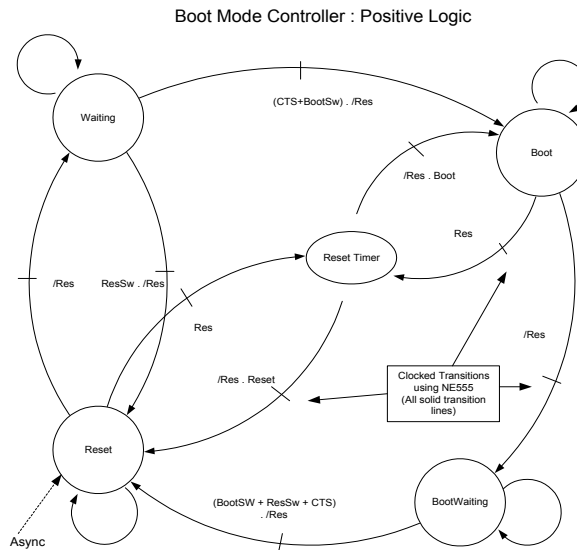 Boot Mode Controller : Positive Logic
Waiting
(CTS+BootSw) . /Res
Boot
/Res . Boot
Res
Reset Timer
/Res
ResSw . /Res
Res
/Res
/Res . Reset
Clocked Transitions
using NE555
(All solid transition
lines)
Reset
(BootSW + ResSw + CTS)
. /Res
BootWaiting
Async